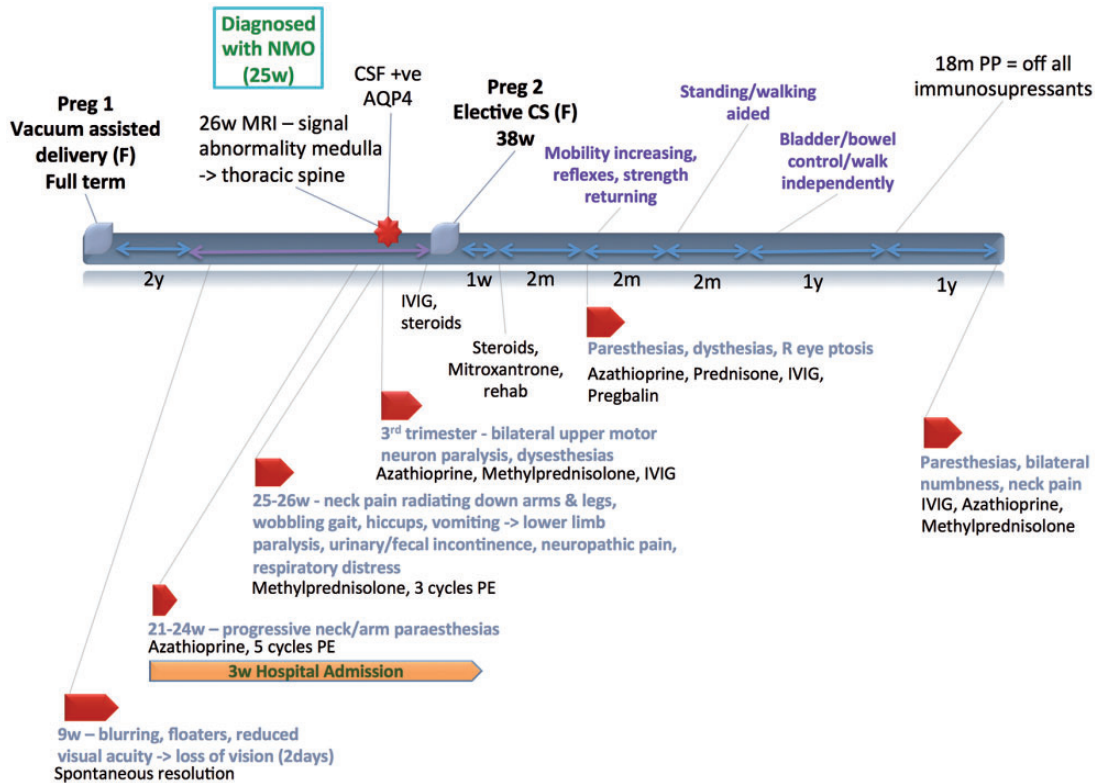 Diagnosed
with NMO
(25w)
CSF +ve
AQP4
Preg 1
Vacuum assisted
delivery (F)
Full term
26w MRI – signal
abnormality medulla
-> thoracic spine
Preg 2
Elective CS (F)
38w
Mobility increasing,
reflexes, strength
returning
Standing/walking
aided
Bladder/bowel
control/walk
independently
18m PP = off all
immunosupressants
2y
1w
2m
2m
2m
1y
1y
IVIG,
steroids
Steroids,
Mitroxantrone,
rehab
Paresthesias, dysthesias, R eye ptosis
Azathioprine, Prednisone, IVIG,
Pregbalin
3rd trimester - bilateral upper motor
neuron paralysis, dysesthesias
Azathioprine, Methylprednisolone, IVIG
Paresthesias, bilateral
numbness, neck pain
IVIG, Azathioprine,
Methylprednisolone
25-26w - neck pain radiating down arms & legs,
wobbling gait, hiccups, vomiting -> lower limb
paralysis, urinary/fecal incontinence, neuropathic pain,
respiratory distress
Methylprednisolone, 3 cycles PE
21-24w – progressive neck/arm paraesthasias
Azathioprine, 5 cycles PE
3w Hospital Admission
9w – blurring, floaters, reduced
visual acuity -> loss of vision (2days)
Spontaneous resolution